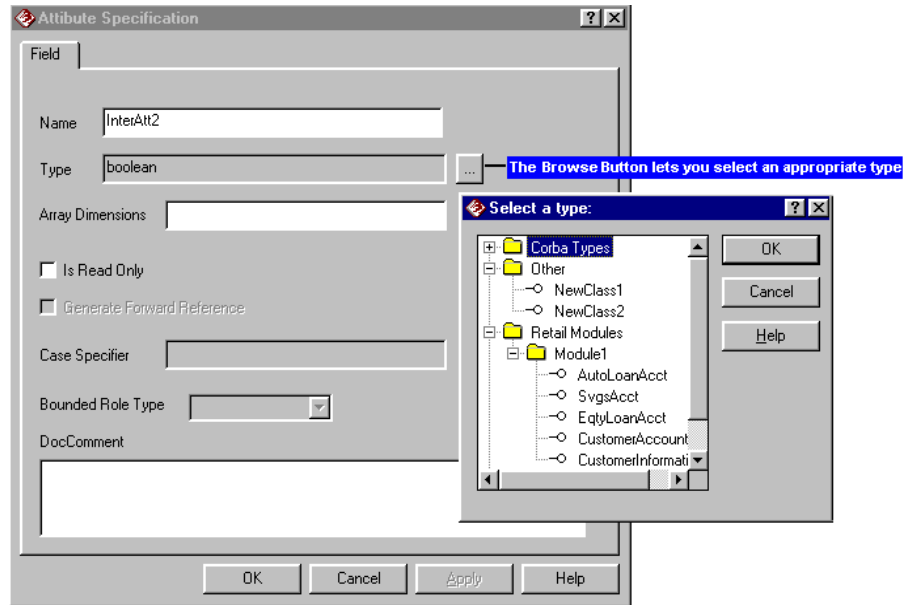 Attibute Specification
Field
Name InterAtt2
Type boolean ... The Browse Button lets you select an appropriate type
Array Dimensions
Is Read Only
Generate Forward Reference
Case Specifier
Bounded Role Type
DocComment
OK Cancel Apply Help
Select a type:
Corba Types
Other
NewClass1
NewClass2
Retail Modules
Module1
AutoLoanAcct
SvgsAcct
EqtyLoanAcct
CustomerAccount
CustomerInformati
OK
Cancel
Help